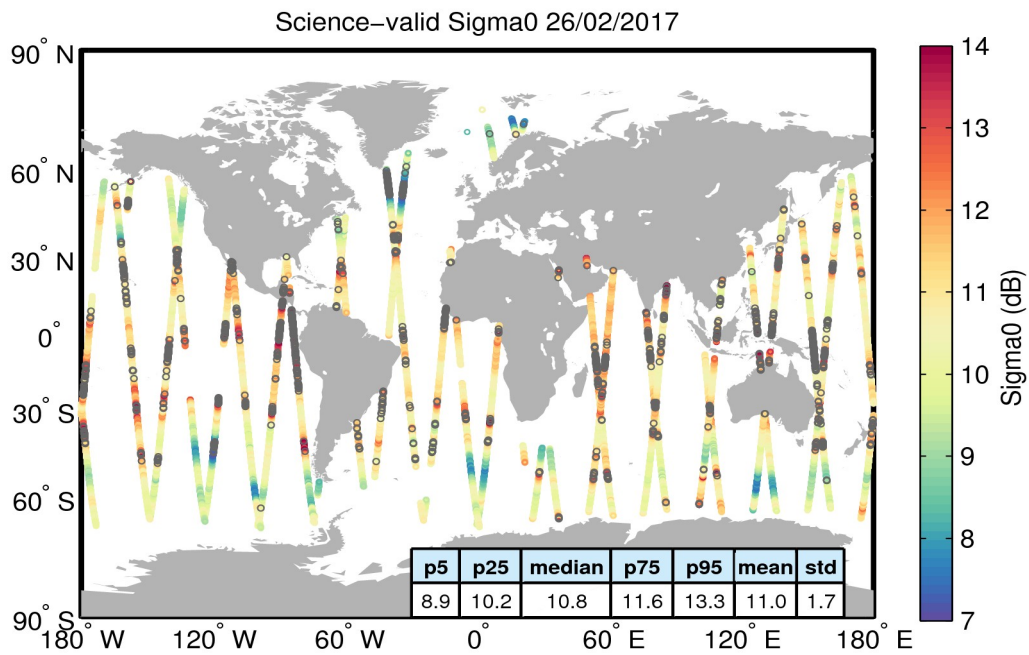 Science−valid Sigma0 26/02/2017
90° N
60° N
30° N
0°
30° S
60° S
90° S
180° W
120° W
60° W
0°
60° E
120° E
180° E
p5 p25 median p75 p95 mean std
8.9 10.2 10.8 11.6 13.3 11.0 1.7
14
13
12
11
10
9
8
7
Sigma0 (dB)